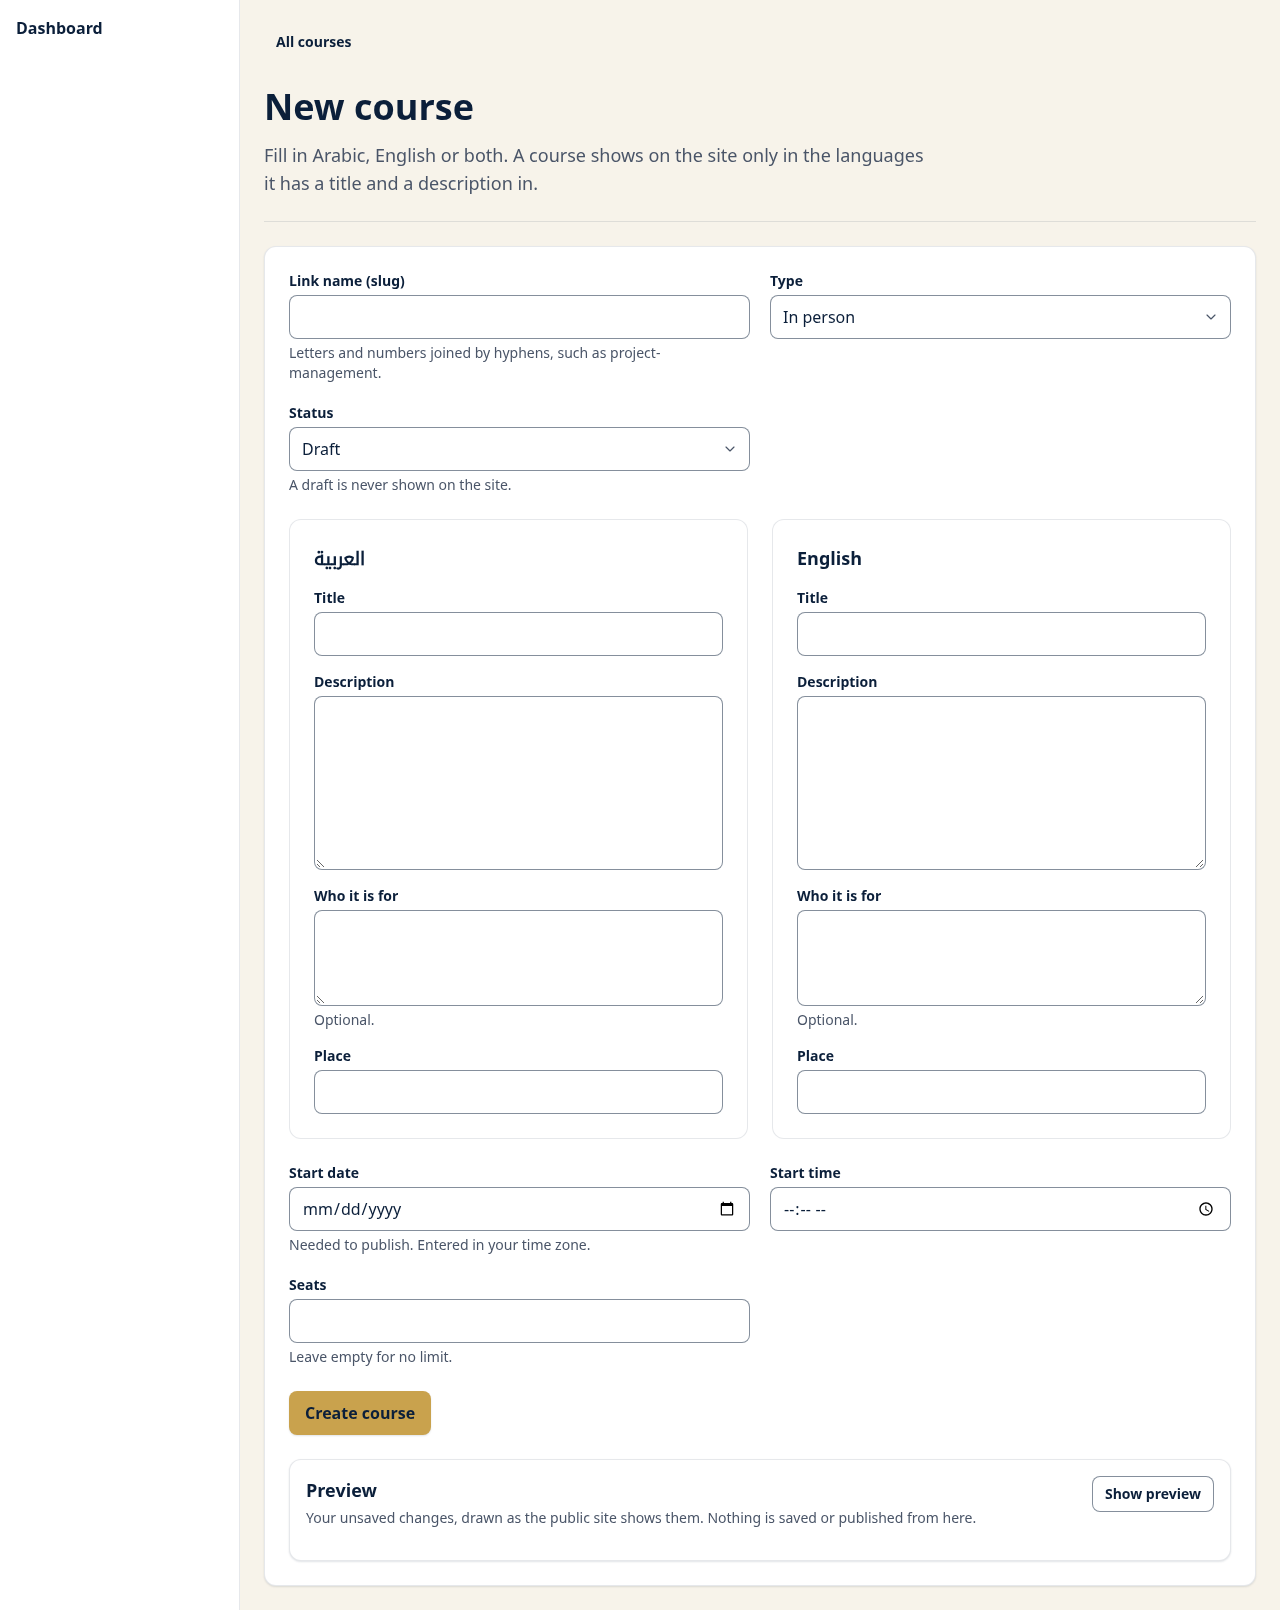 Dashboard
All courses
New course
Fill in Arabic, English or both. A course shows on the site only in the languages
it has a title and a description in.
Link name (slug)
Type
In person
Letters and numbers joined by hyphens, such as project-
management.
Status
Draft
A draft is never shown on the site.
العربية
Title
Description
Who it is for
Optional.
Place
English
Title
Description
Who it is for
Optional.
Place
Start date
mm/dd/yyyy
Needed to publish. Entered in your time zone.
Start time
--:-- --
Seats
Leave empty for no limit.
Create course
Preview
Your unsaved changes, drawn as the public site shows them. Nothing is saved or published from here.
Show preview